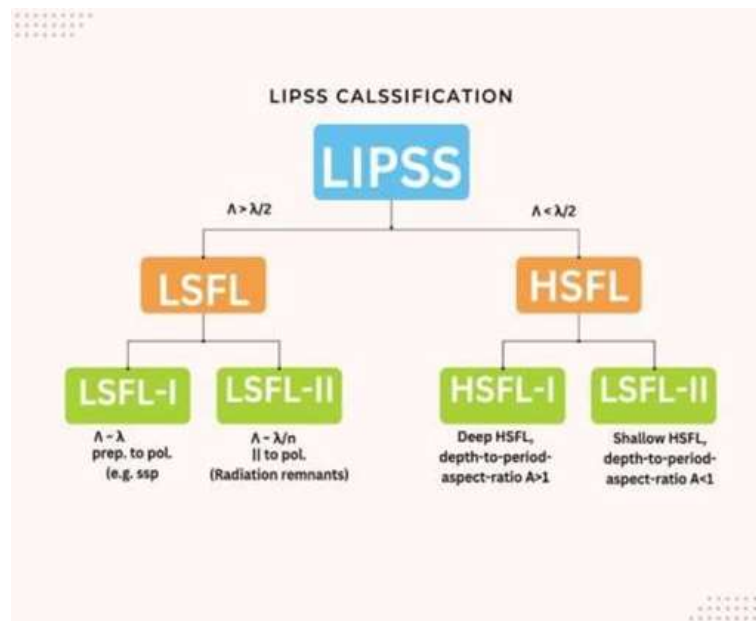 LIPSS CALSSIFICATION
LIPSS
Λ > λ/2
Λ < λ/2
LSFL
HSFL
LSFL-I
LSFL-II
HSFL-I
LSFL-II
Λ ~ λ
prep. to pol.
(e.g. ssp
Λ ~ λ/n
|| to pol.
(Radiation remnants)
Deep HSFL,
depth-to-period-
aspect-ratio A>1
Shallow HSFL,
depth-to-period-
aspect-ratio A<1